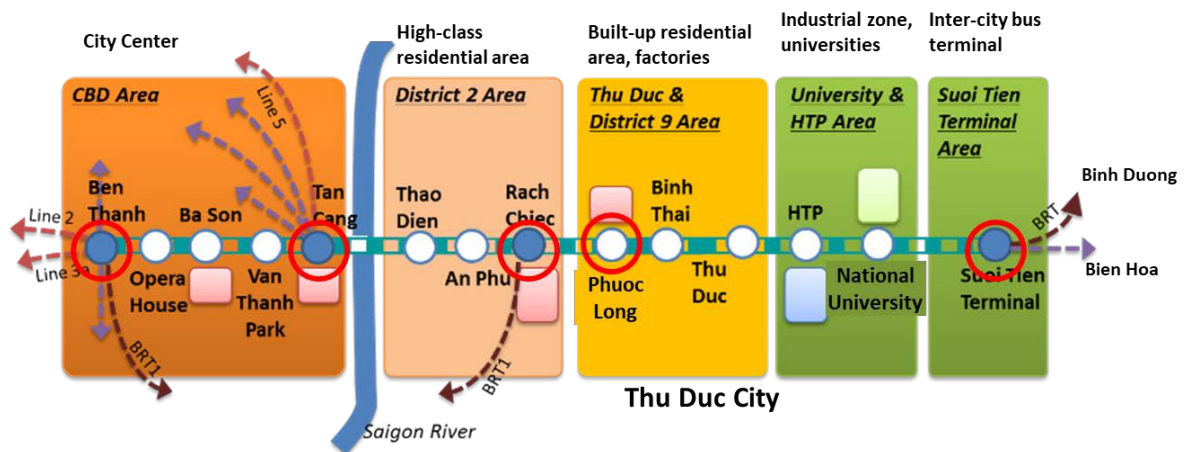 City Center
High-class
residential area
Built-up residential
area, factories
Industrial zone,
universities
Inter-city bus
terminal
CBD Area
District 2 Area
Thu Duc &
District 9 Area
University &
HTP Area
Suoi Tien
Terminal
Area
Line 5
Ben
Thanh
Ba Son
Tan
Cang
Thao
Dien
Rach
Chiec
Binh
Thai
HTP
Binh Duong
BRT
Line 2
Line 3a
Opera
House
Van
Thanh
Park
An Phu
Phuoc
Long
Thu
Duc
National
University
Suoi Tien
Terminal
Bien Hoa
BRT1
BRT1
Thu Duc City
Saigon River